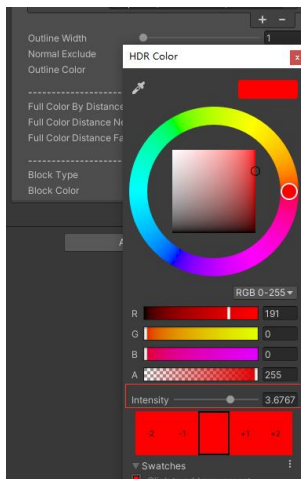 + -
Outline Width 1
Normal Exclude
Outline Color
HDR Color x
Full Color By Distance
Full Color Distance Ne
Full Color Distance Fa
Block Type
Block Color
A
RGB 0-255
R 191
G 0
B 0
A 255
Intensity 3.6767
-2 -1 +1 +2
Swatches